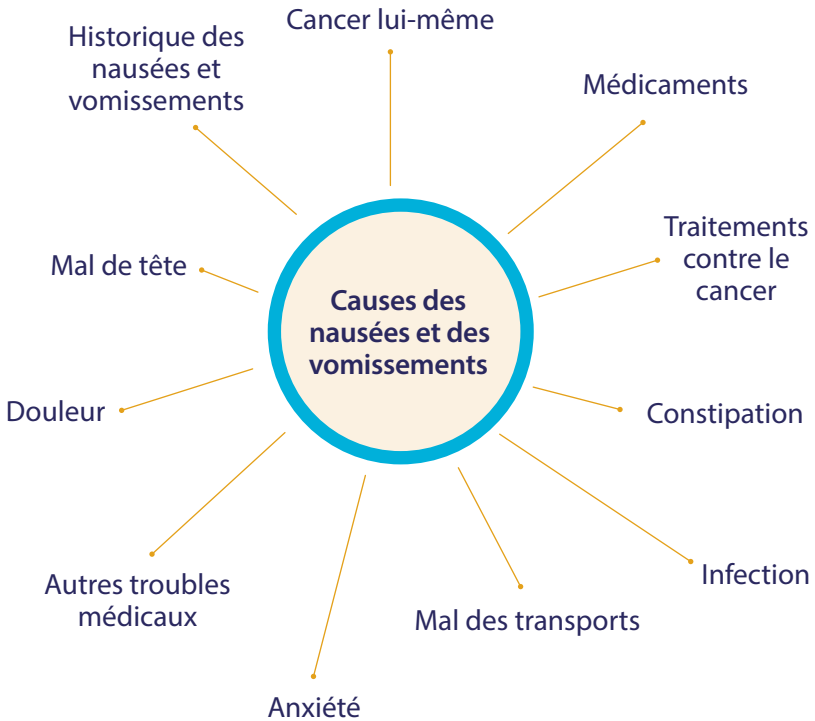 Cancer lui-même
Historique des
nausées et
vomissements
Médicaments
Traitements
contre le
cancer
Mal de tête
Causes des
nausées et des
vomissements
Douleur
Constipation
Autres troubles
médicaux
Infection
Mal des transports
Anxiété